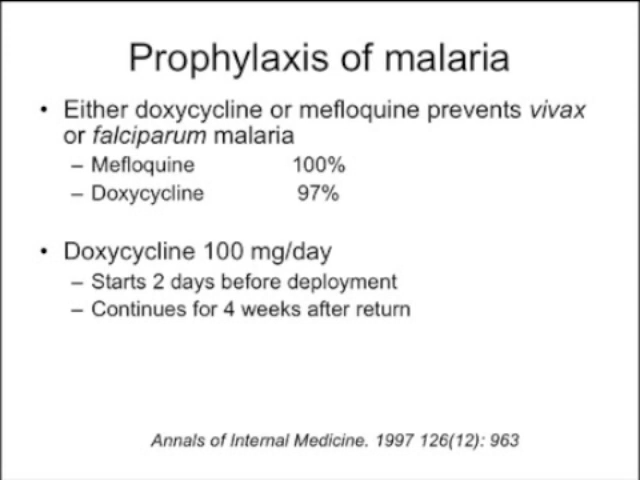 Prophylaxis of malaria
• Either doxycycline or mefloquine prevents vivax
or falciparum malaria
– Mefloquine 100%
– Doxycycline 97%
• Doxycycline 100 mg/day
– Starts 2 days before deployment
– Continues for 4 weeks after return
Annals of Internal Medicine. 1997 126(12): 963